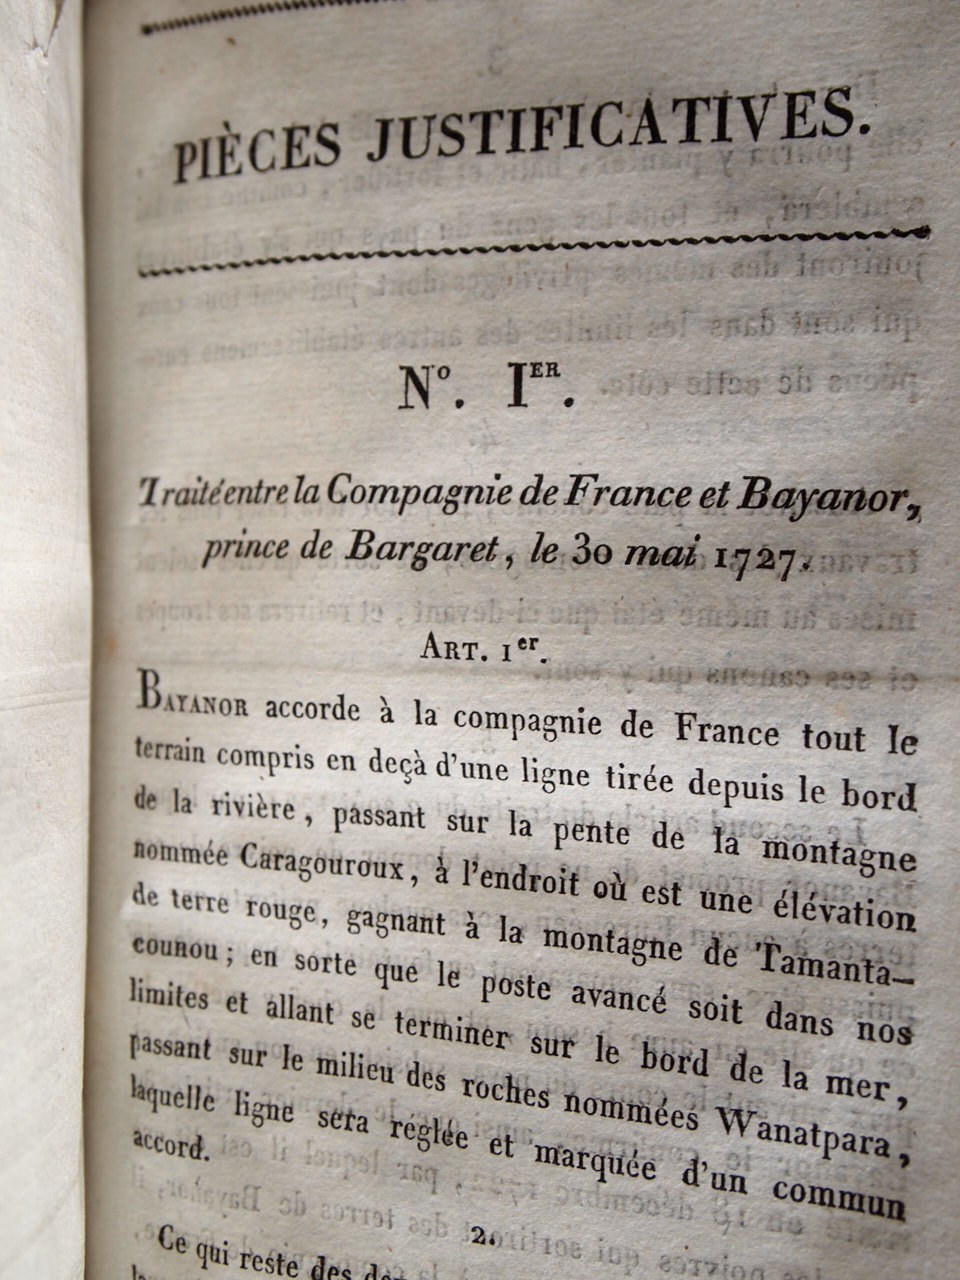 PIÈCES JUSTIFICATIVES.
N°. IER.
Traité entre la Compagnie de France et Bayanor,
prince de Bargaret, le 30 mai 1727.
ART. 1er.
BAYANOR accorde à la compagnie de France tout le
terrain compris en deçà d'une ligne tirée depuis le bord
de la rivière, passant sur la pente de la montagne
nommée Caragouroux, à l'endroit où est une élévation
de terre rouge, gagnant à la montagne de Tamanta-
counou; en sorte que le poste avancé soit dans nos
limites et allant se terminer sur le bord de la mer,
passant sur le milieu des roches nommées Wanatpara,
laquelle ligne sera réglée et marquée d'un commun
accord.
2.
Ce qui reste des